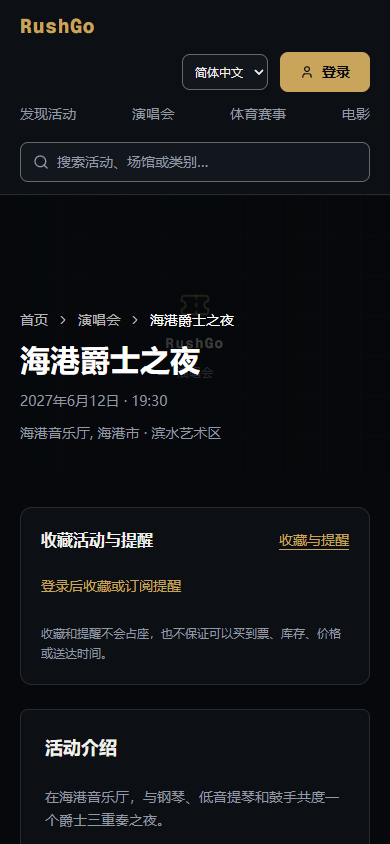 RushGo
简体中文
登录
发现活动 演唱会 体育赛事 电影
搜索活动、场馆或类别...
首页 > 演唱会 > 海港爵士之夜
RushGo
海港爵士之夜
2027年6月12日 · 19:30
海港音乐厅, 海港市 · 滨水艺术区
收藏活动与提醒 收藏与提醒
登录后收藏或订阅提醒
收藏和提醒不会占座，也不保证可以买到票、库存、价格
或送达时间。
活动介绍
在海港音乐厅，与钢琴、低音提琴和鼓手共度一
个爵士三重奏之夜。